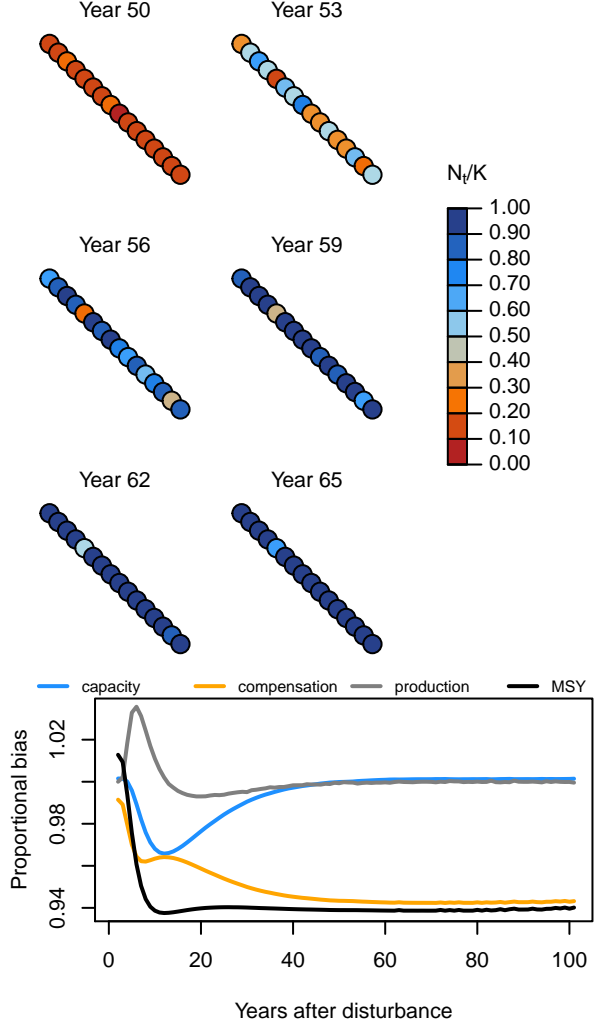 Year 50
Year 53
N_t/K
1.00
0.90
0.80
0.70
0.60
0.50
0.40
0.30
0.20
0.10
0.00
Year 56
Year 59
Year 62
Year 65
capacity compensation production MSY
Proportional bias
1.02
0.98
0.94
0 20 40 60 80 100
Years after disturbance